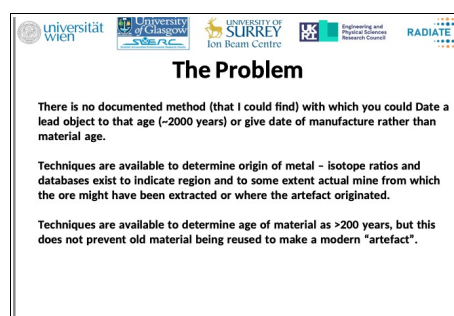 universität
wien
University
of Glasgow
SUERC
UNIVERSITY OF
SURREY
Ion Beam Centre
UKRI
Engineering and
Physical Sciences
Research Council
RADIATE
The Problem
There is no documented method (that I could find) with which you could Date a
lead object to that age (~2000 years) or give date of manufacture rather than
material age.
Techniques are available to determine origin of metal – isotope ratios and
databases exist to indicate region and to some extent actual mine from which
the ore might have been extracted or where the artefact originated.
Techniques are available to determine age of material as >200 years, but this
does not prevent old material being reused to make a modern “artefact”.